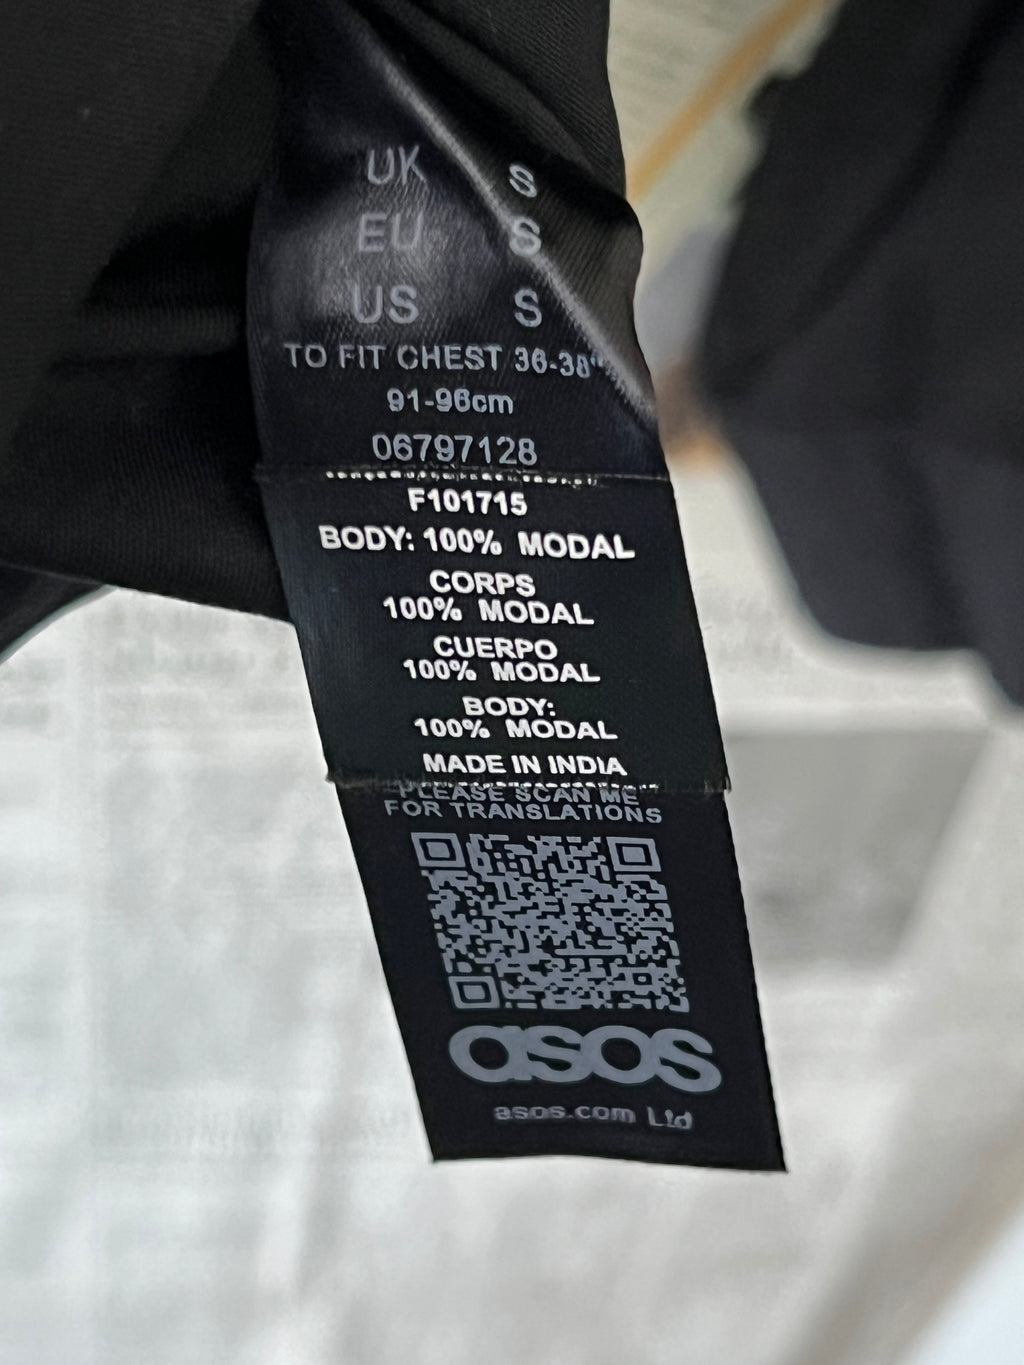 UK S
EU S
US S
TO FIT CHEST 36-38"
91-96cm
06797128
F101715
BODY: 100% MODAL
CORPS
100% MODAL
CUERPO
100% MODAL
BODY:
100% MODAL
MADE IN INDIA
"PLEASE SCAN ME"
FOR TRANSLATIONS
asos
asos.com Ltd